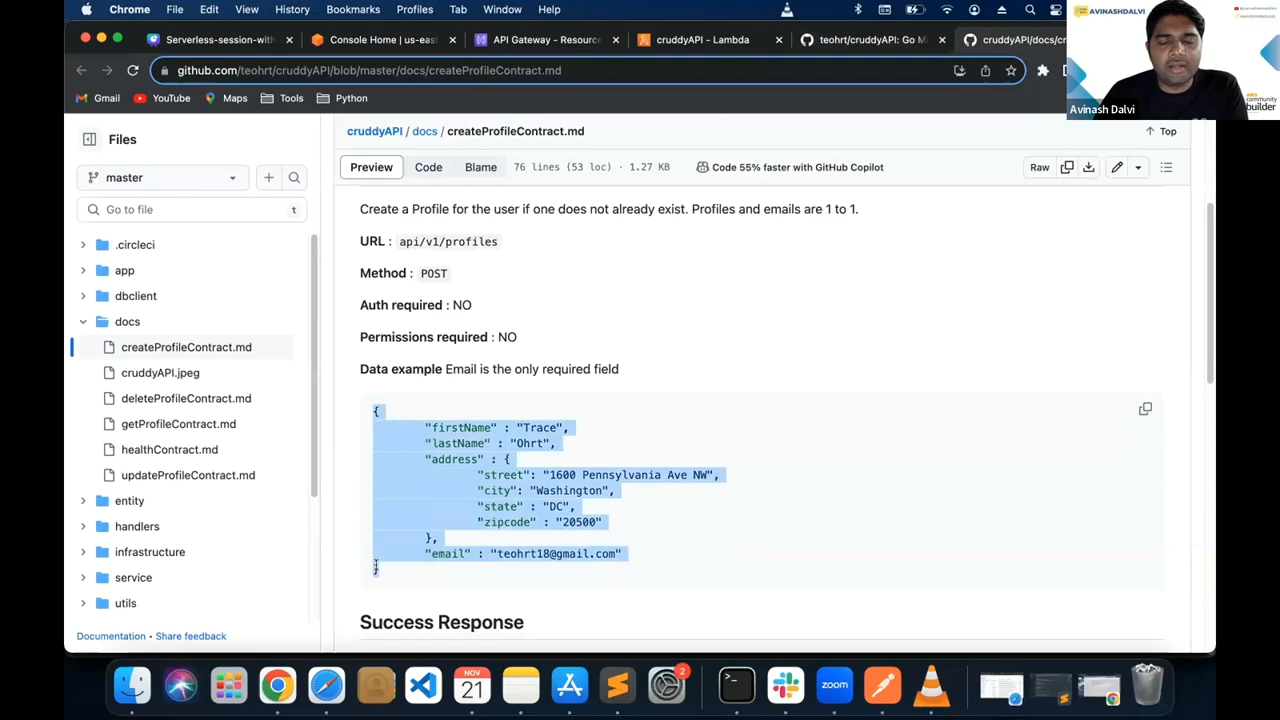 Chrome File Edit View History Bookmarks Profiles Tab Window
AVINASHDALVI
Serverless-session-with
Console | us-eas
API Gate
ource
cruddyAPI - Lambda
teohrt/cruddyAPI: Go M
cruddyAPI/docs/c
github.com/teohrt/cruddyAPI/blob/master/docs/createProfileContract.md
Gmail YouTube Maps Tools Python
Avinash Dalvi
aws
community
builder
Files
cruddyAPI / docs / createProfileContract.md
Top
master
Preview Code Blame 76 lines (53 loc) · 1.27 KB Code 55% faster with GitHub Copilot Raw
Go to file t
.circleci
app
dbclient
docs
createProfileContract.md
cruddyAPI.jpeg
deleteProfileContract.md
getProfileContract.md
healthContract.md
updateProfileContract.md
entity
handlers
infrastructure
service
utils
Documentation • Share feedback
Create a Profile for the user if one does not already exist. Profiles and emails are 1 to 1.
URL : api/v1/profiles
Method : POST
Auth required : NO
Permissions required : NO
Data example Email is the only required field
{
"firstName" : "Trace",
"lastName" : "Ohrt",
"address" : {
"street": "1600 Pennsylvania Ave NW",
"city": "Washington",
"state" : "DC",
"zipcode" : "20500"
},
"email" : "teohrt18@gmail.com"
}
Success Response
NOV
21
2
zoom